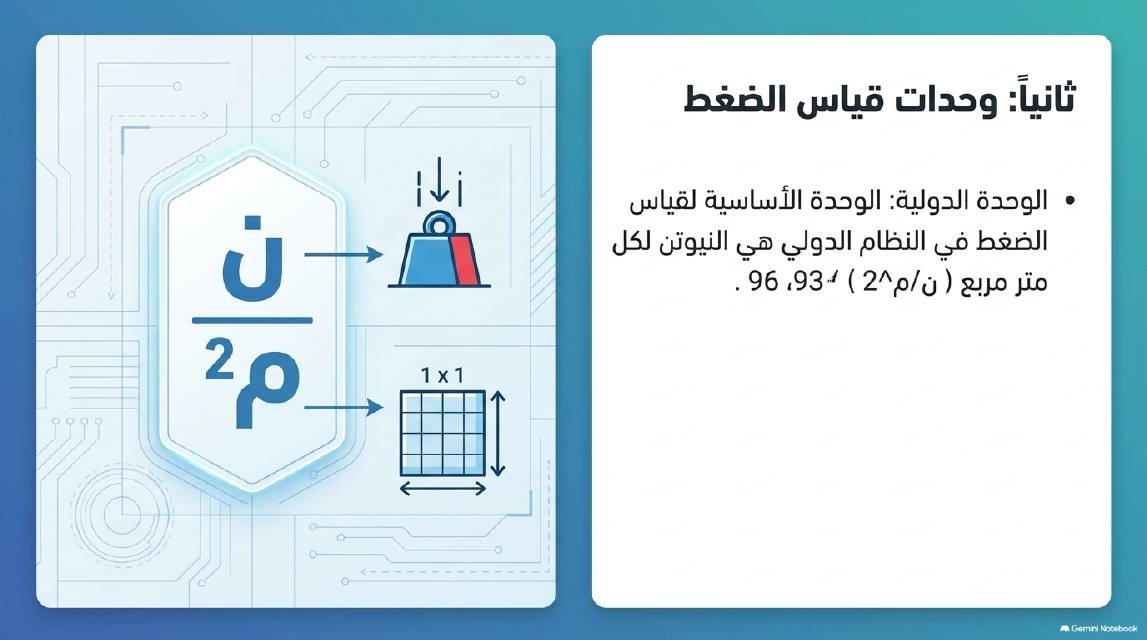 ثانياً: وحدات قياس الضغط
• الوحدة الدولية: الوحدة الأساسية لقياس
الضغط في النظام الدولي هي النيوتن لكل
متر مربع ( ن/م^2 ) 93، 96 .
ن
م²
1 x 1
Gemini Notebook